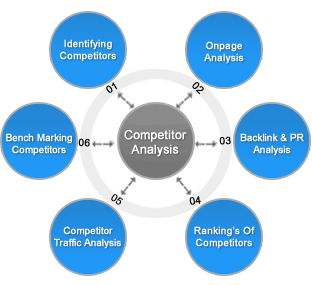 Identifying
Competitors
01
Onpage
Analysis
02
Backlink & PR
Analysis
03
Ranking's Of
Competitors
04
Competitor
Traffic Analysis
05
Bench Marking
Competitors
06
Competitor
Analysis